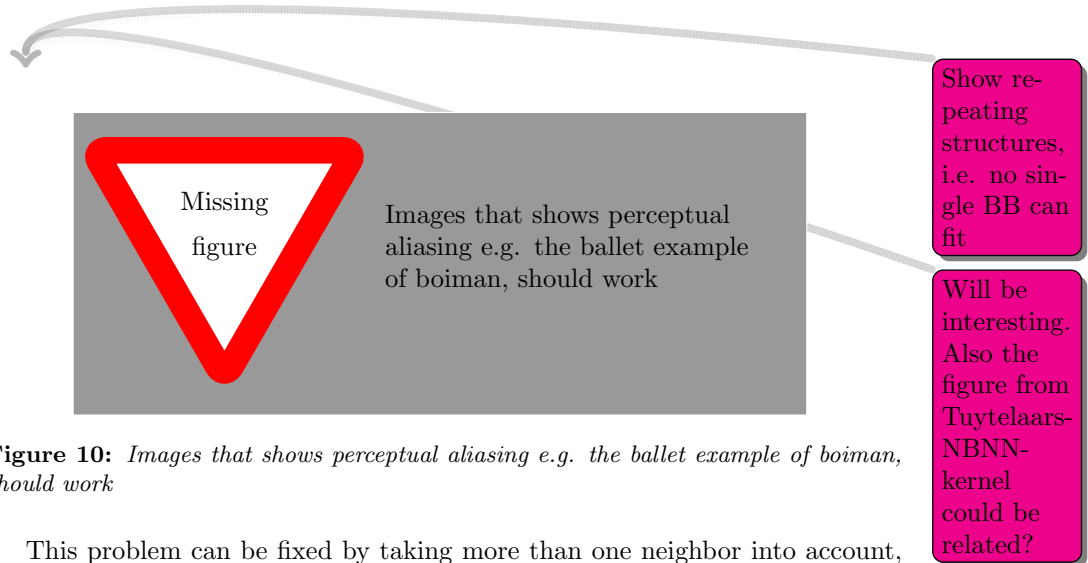 Show re-
peating
structures,
i.e. no sin-
gle BB can
fit
Missing
figure
Images that shows perceptual
aliasing e.g. the ballet example
of boiman, should work
Will be
interesting.
Also the
figure from
Tuytelaars-
NBNN-
kernel
could be
related?
igure 10: Images that shows perceptual aliasing e.g. the ballet example of boiman,
hould work
This problem can be fixed by taking more than one neighbor into account,